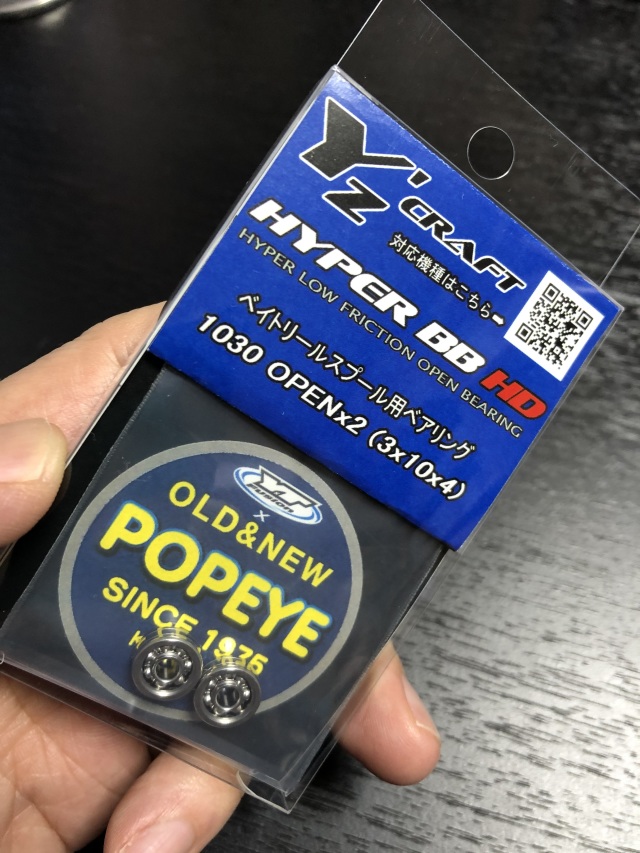 Y'z CRAFT
対応機種はこちら➡
HYPER BB HD
HYPER LOW FRICTION OPEN BEARING
ベイトリールスプール用ベアリング
1030 OPENx2 (3x10x4)
Fusion
×
OLD&NEW
POPEYE
SINCE 1976